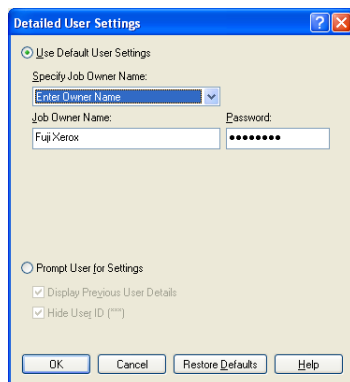 Detailed User Settings
Use Default User Settings
Specify Job Owner Name:
Enter Owner Name
Job Owner Name: Password:
Fuji Xerox ●●●●●●●●
Prompt User for Settings
Display Previous User Details
Hide User ID (***)
OK Cancel Restore Defaults Help